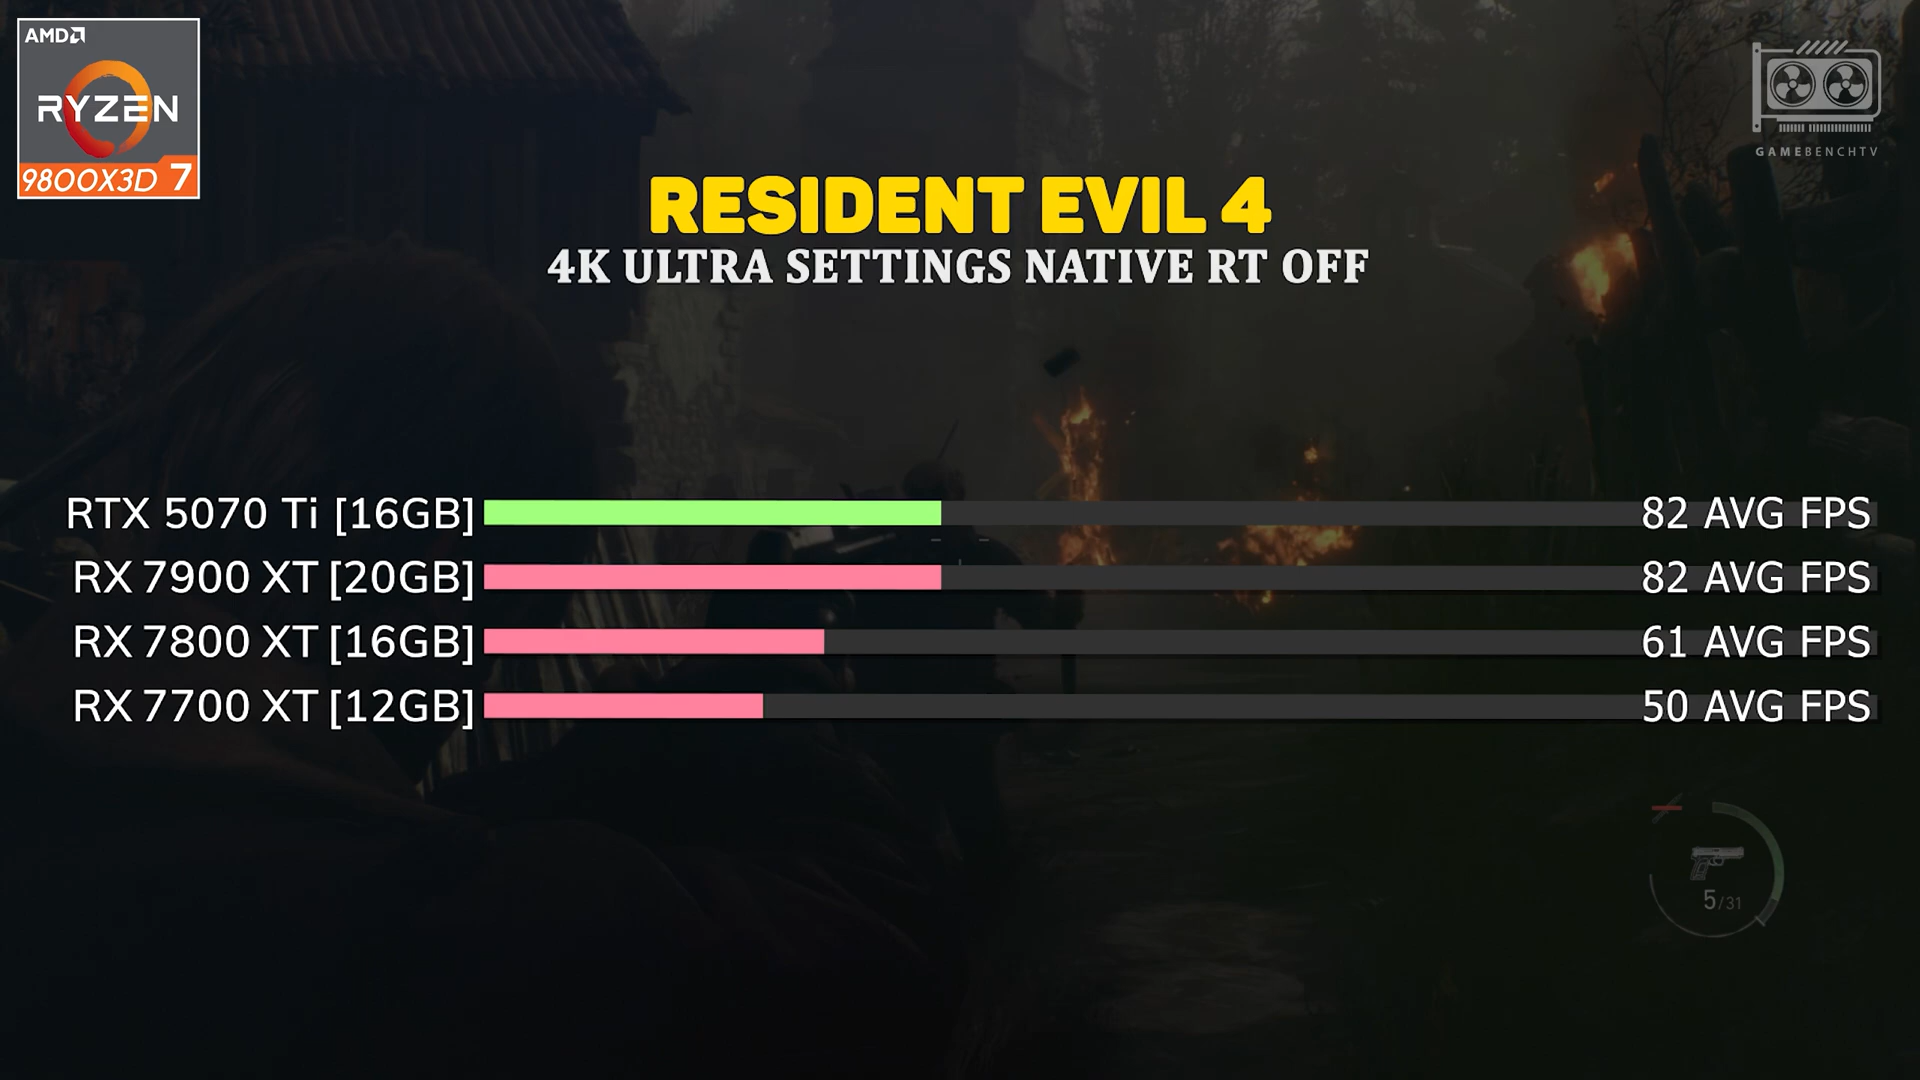 AMD
RYZEN
9800X3D 7
GAMEBENCHTV
RESIDENT EVIL 4
4K ULTRA SETTINGS NATIVE RT OFF
RTX 5070 Ti [16GB] 82 AVG FPS
RX 7900 XT [20GB] 82 AVG FPS
RX 7800 XT [16GB] 61 AVG FPS
RX 7700 XT [12GB] 50 AVG FPS
5/31